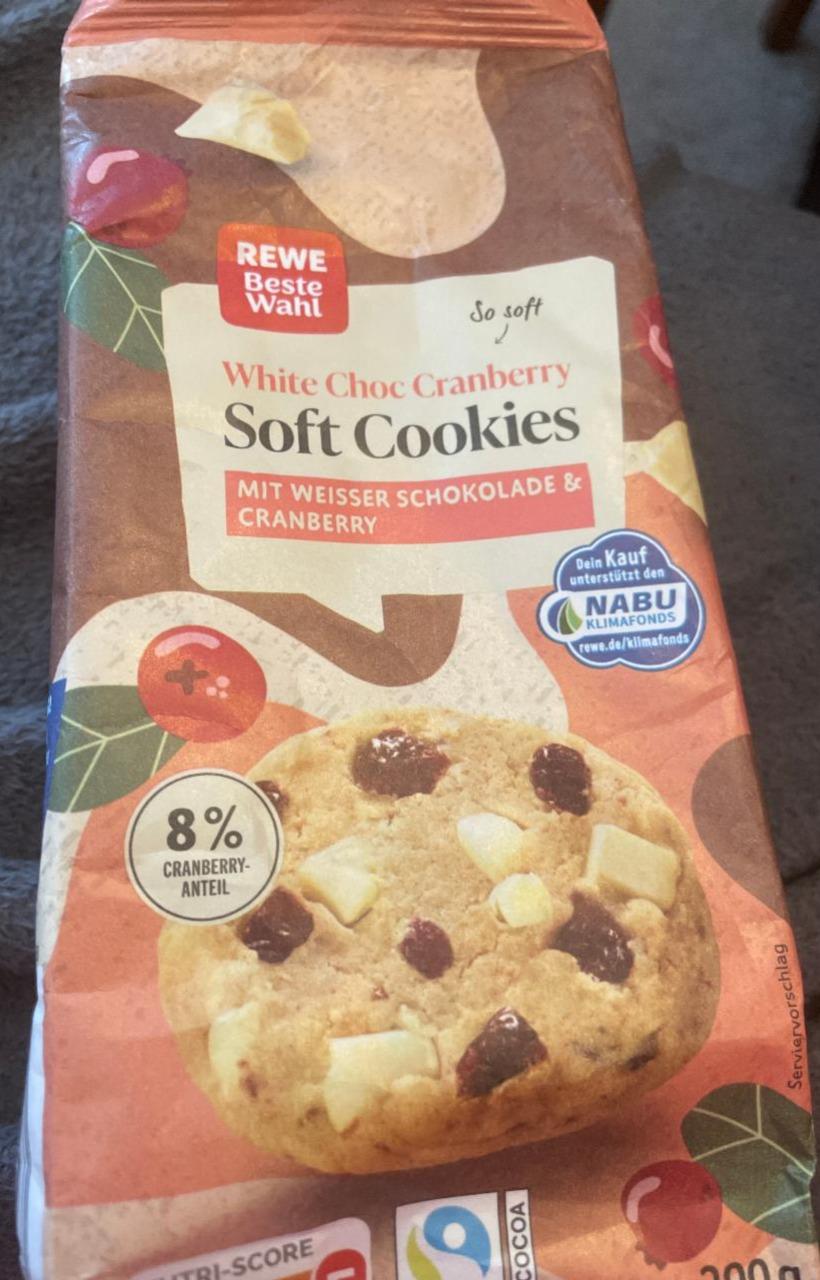 REWE
Beste
Wahl
So soft
White Choc Cranberry
Soft Cookies
MIT WEISSER SCHOKOLADE &
CRANBERRY
Dein Kauf
unterstützt den
NABU
KLIMAFONDS
rewe.de/klimafonds
8%
CRANBERRY-
ANTEIL
Serviervorschlag
COCOA